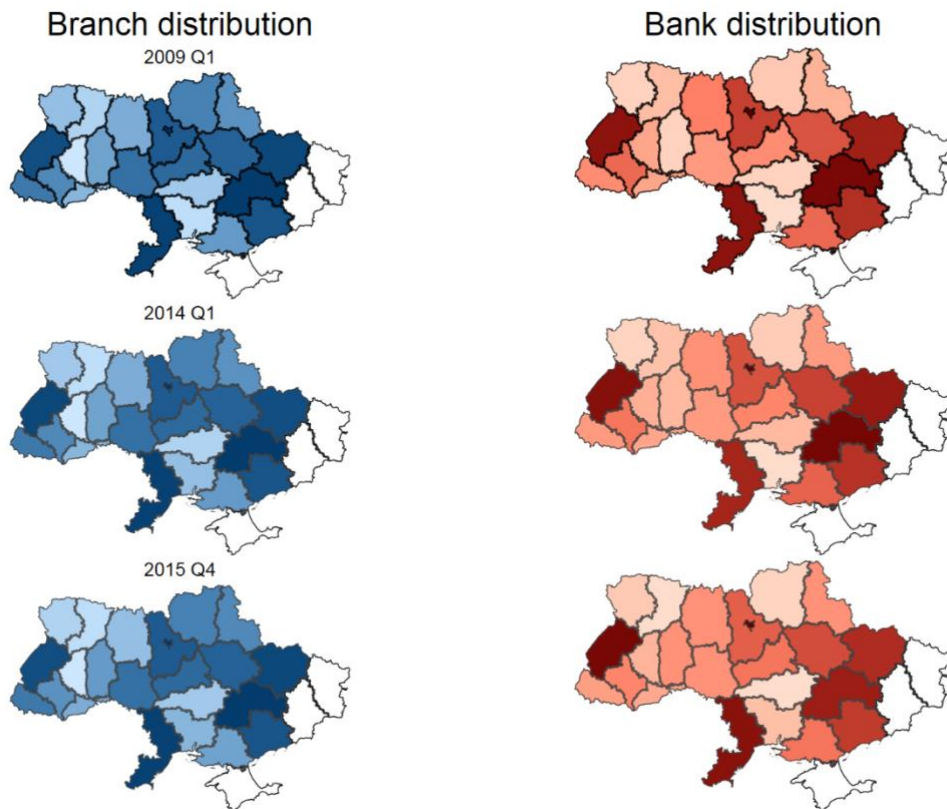 Branch distribution
Bank distribution
2009 Q1
2014 Q1
2015 Q4